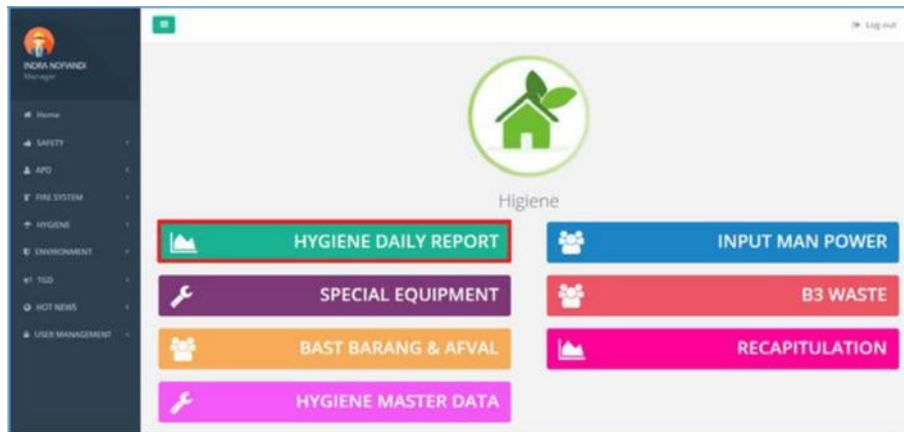 Log out
INDRA NOFIANDI
Manager
Home
SAFETY
APD
FIRE SYSTEM
HYGIENE
ENVIRONMENT
TGD
HOT NEWS
USER MANAGEMENT
Higiene
HYGIENE DAILY REPORT
INPUT MAN POWER
SPECIAL EQUIPMENT
B3 WASTE
BAST BARANG & AFVAL
RECAPITULATION
HYGIENE MASTER DATA